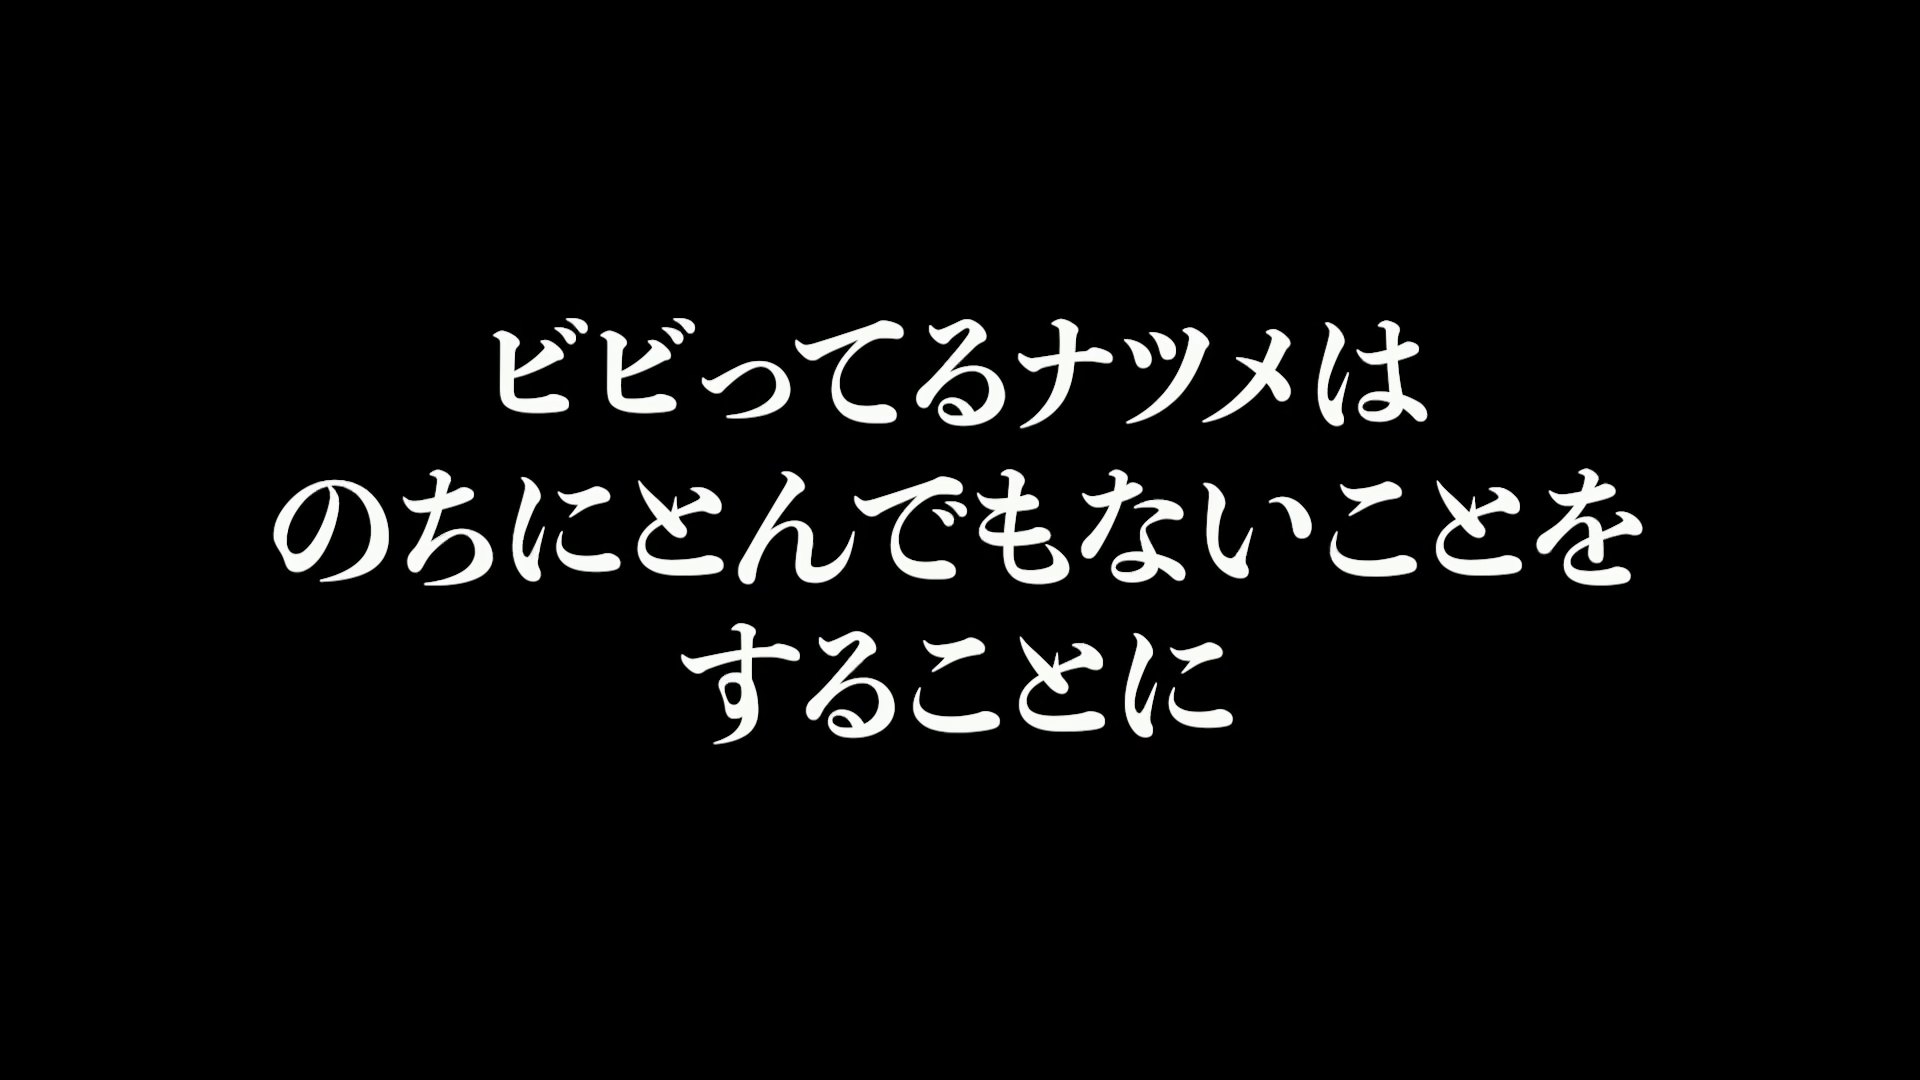 ビビってるナツメは
のちにとんでもないことを
することに